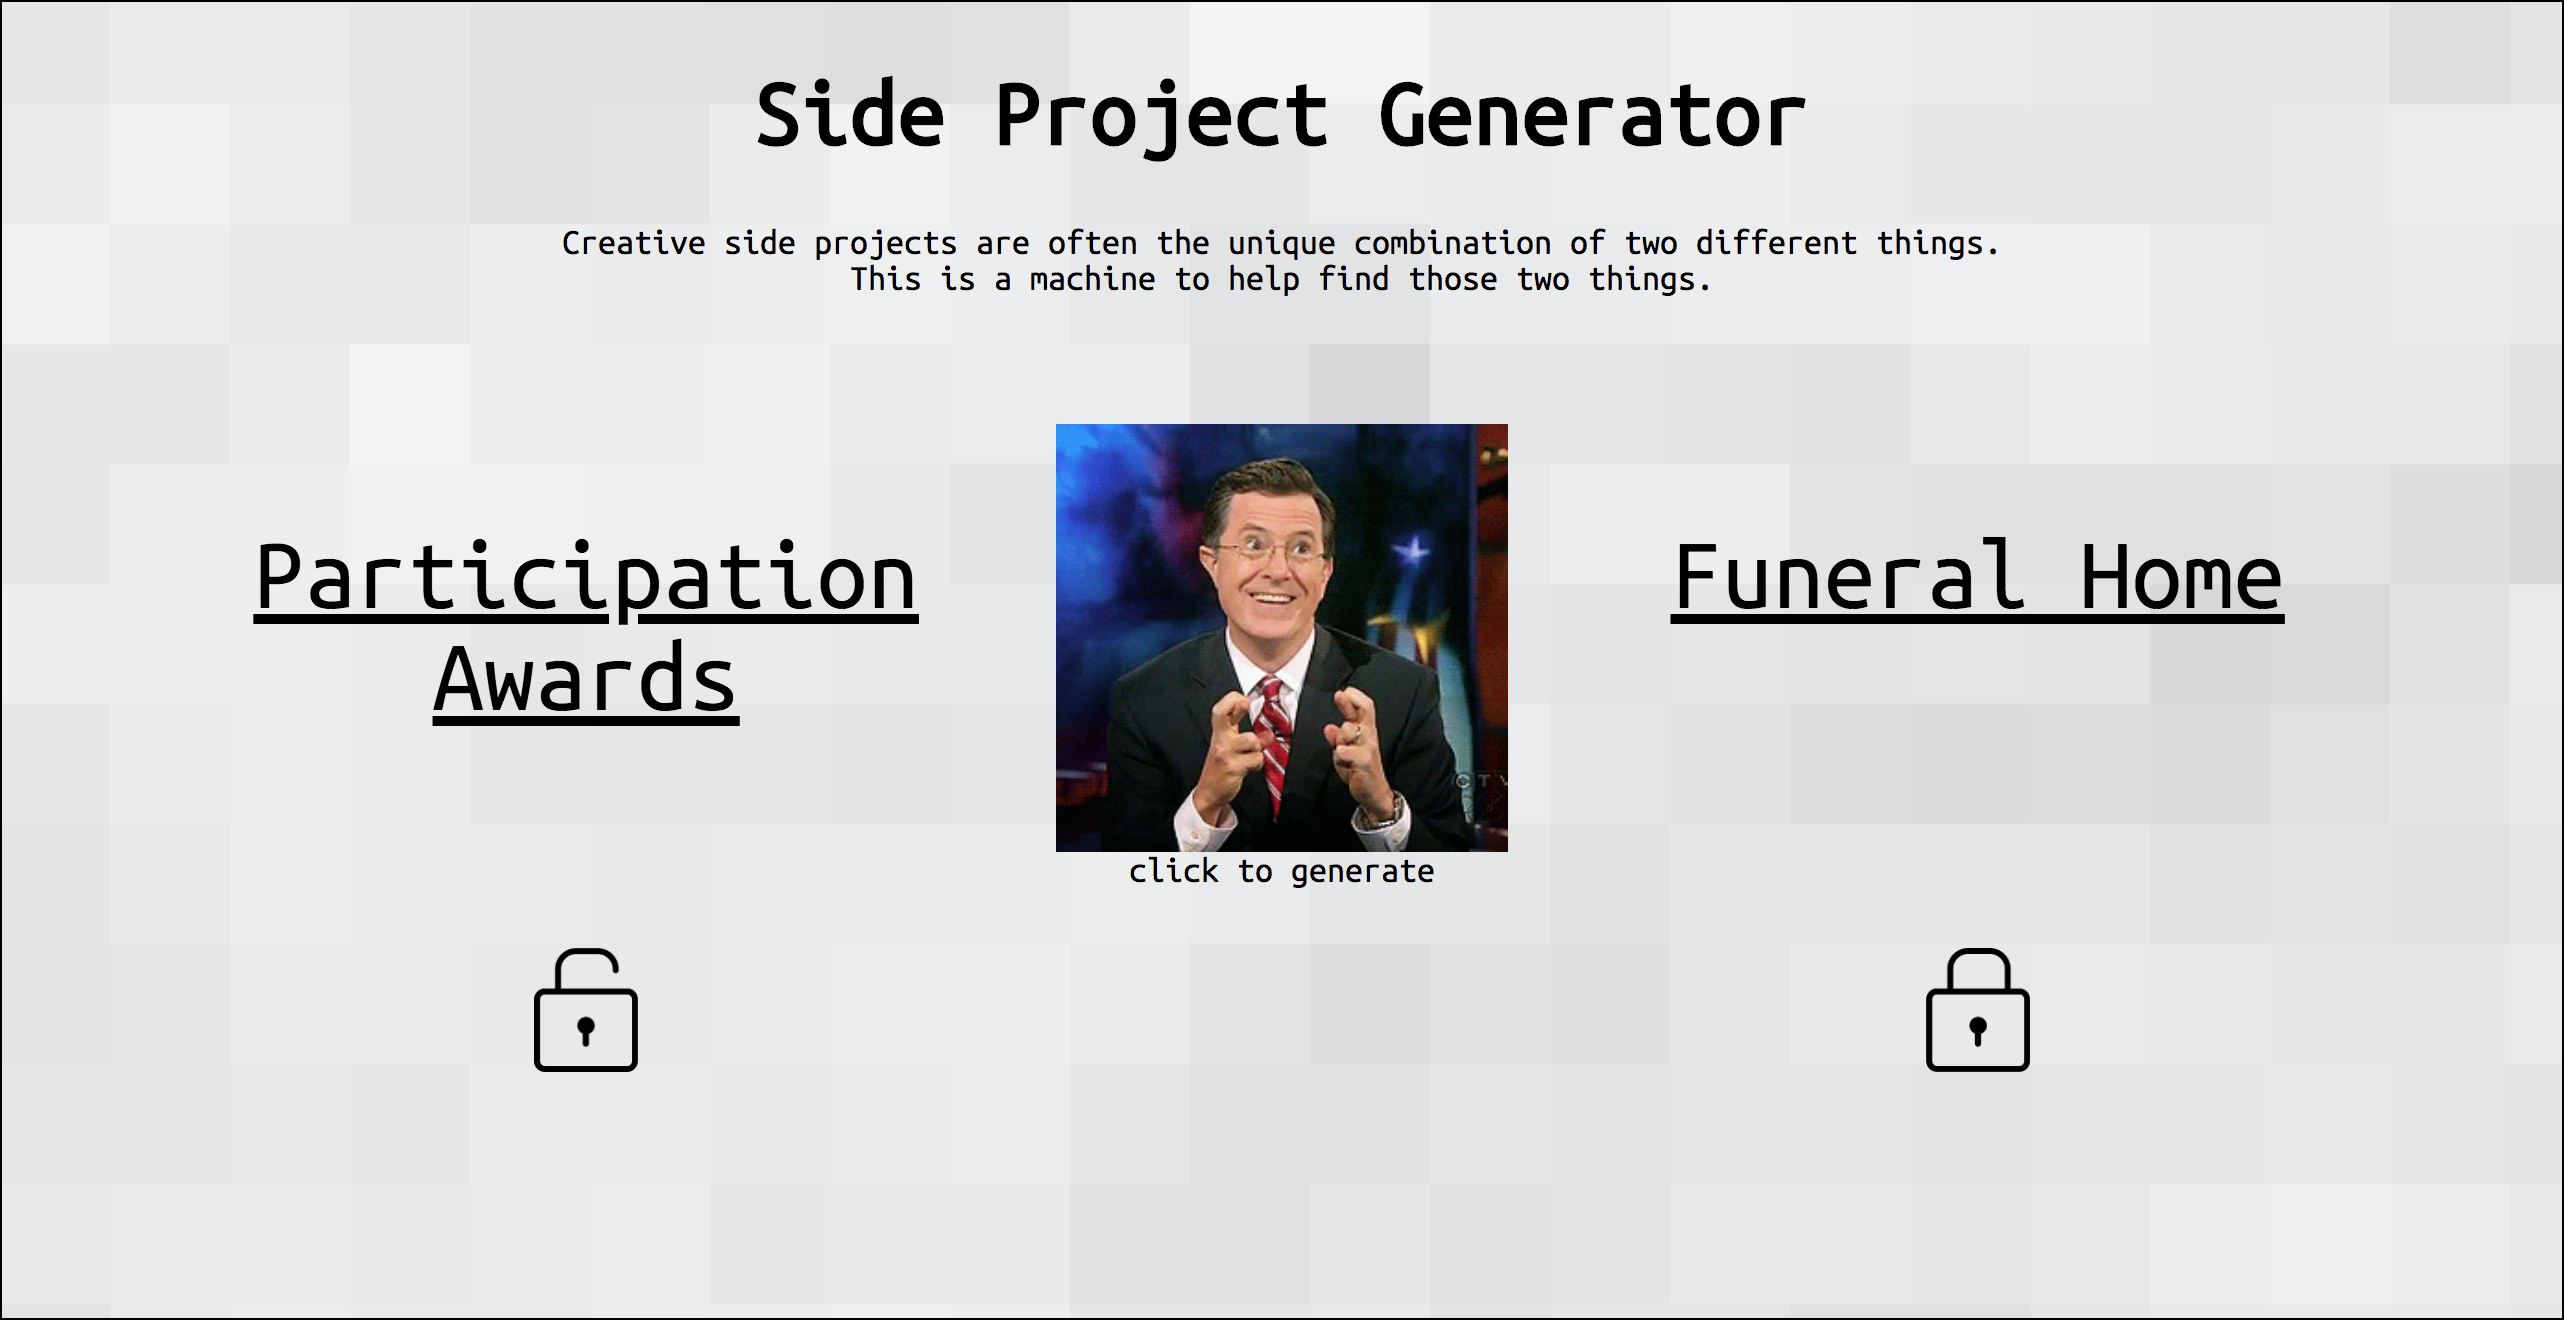 Side Project Generator
Creative side projects are often the unique combination of two different things.
This is a machine to help find those two things.
Participation
Awards
Funeral Home
CTV
click to generate